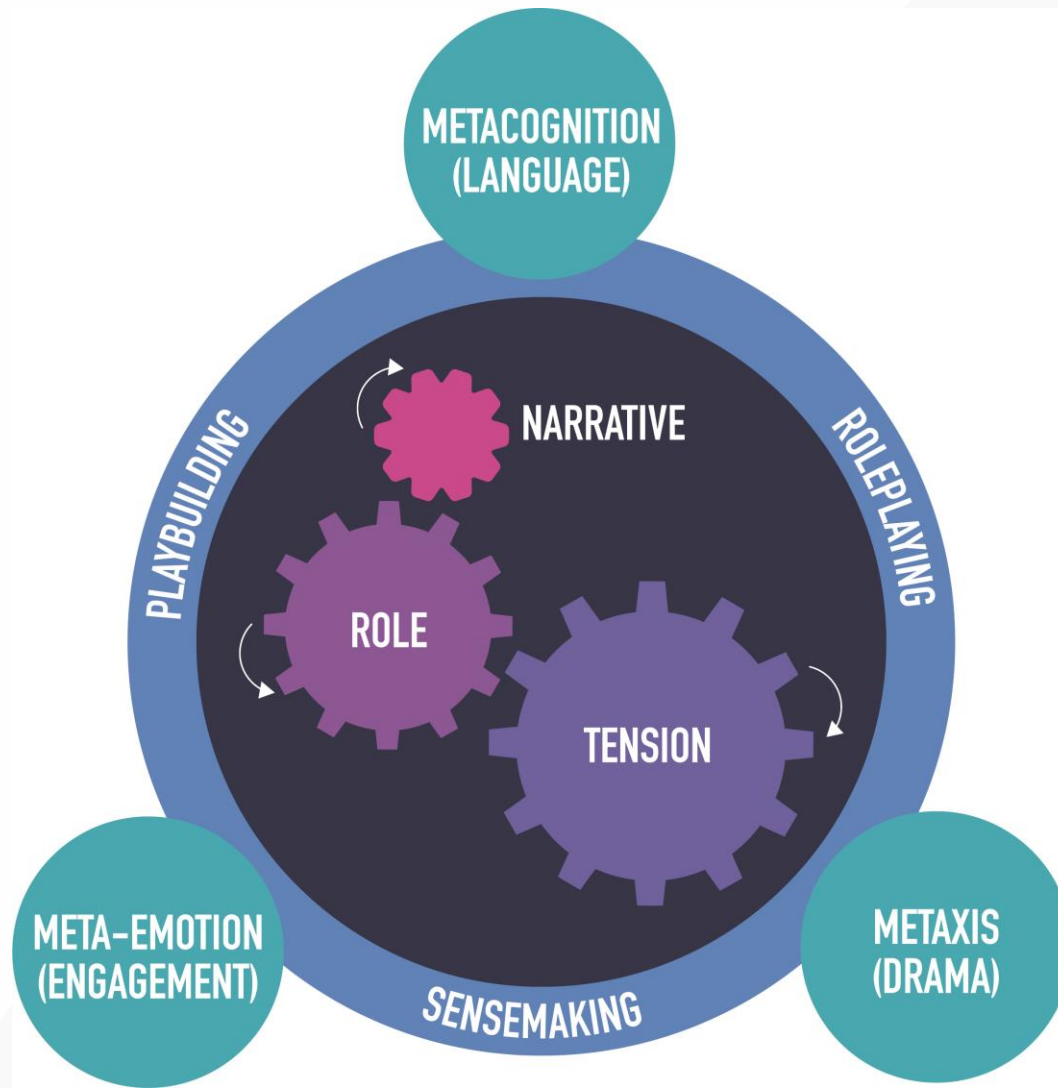 METACOGNITION
(LANGUAGE)
PLAYBUILDING
ROLEPLAYING
NARRATIVE
ROLE
TENSION
META-EMOTION
(ENGAGEMENT)
METAXIS
(DRAMA)
SENSEMAKING